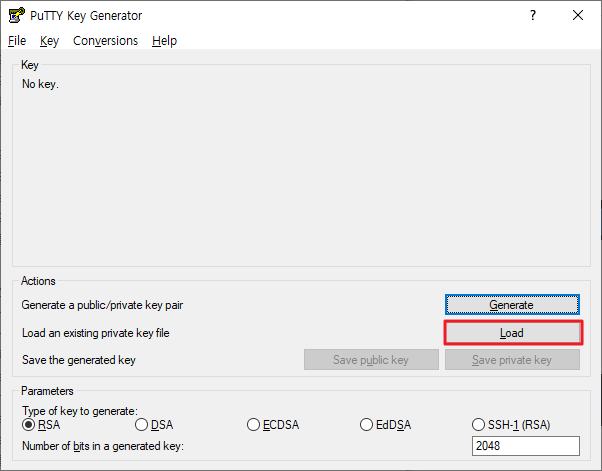 PuTTY Key Generator
?
File Key Conversions Help
Key
No key.
Actions
Generate a public/private key pair
Generate
Load an existing private key file
Load
Save the generated key
Save public key
Save private key
Parameters
Type of key to generate:
RSA DSA ECDSA EdDSA SSH-1 (RSA)
Number of bits in a generated key:
2048